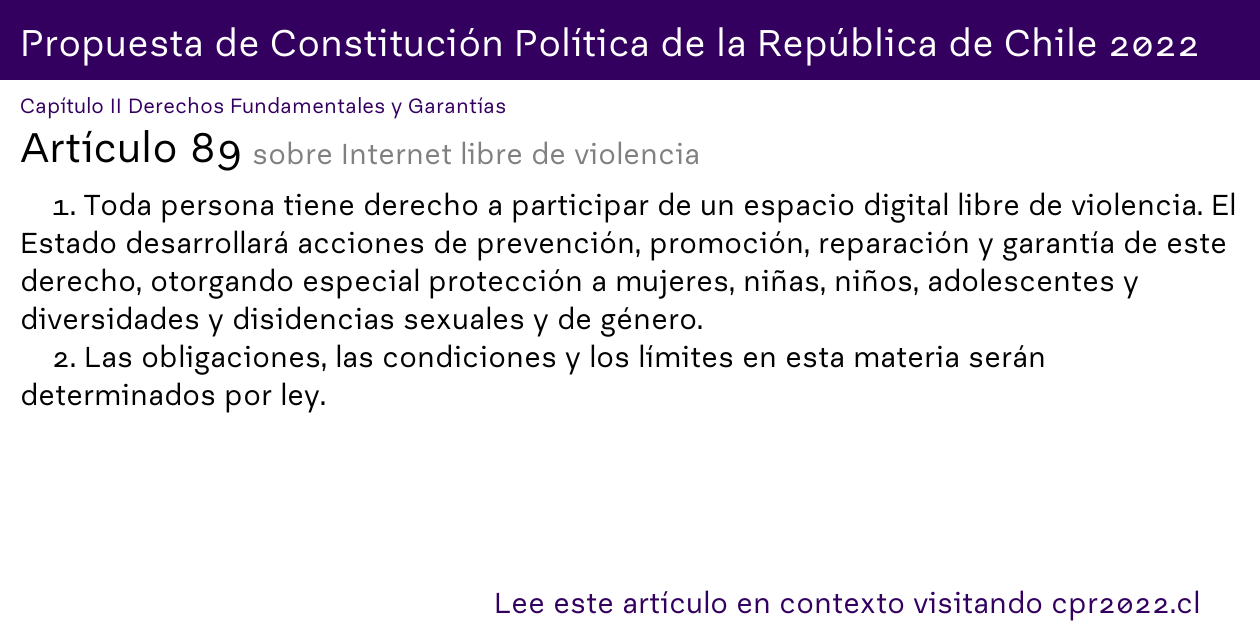 Propuesta de Constitución Política de la República de Chile 2022
Capítulo II Derechos Fundamentales y Garantías
Artículo 89 sobre Internet libre de violencia
1. Toda persona tiene derecho a participar de un espacio digital libre de violencia. El
Estado desarrollará acciones de prevención, promoción, reparación y garantía de este
derecho, otorgando especial protección a mujeres, niñas, niños, adolescentes y
diversidades y disidencias sexuales y de género.
2. Las obligaciones, las condiciones y los límites en esta materia serán
determinados por ley.
Lee este artículo en contexto visitando cpr2022.cl